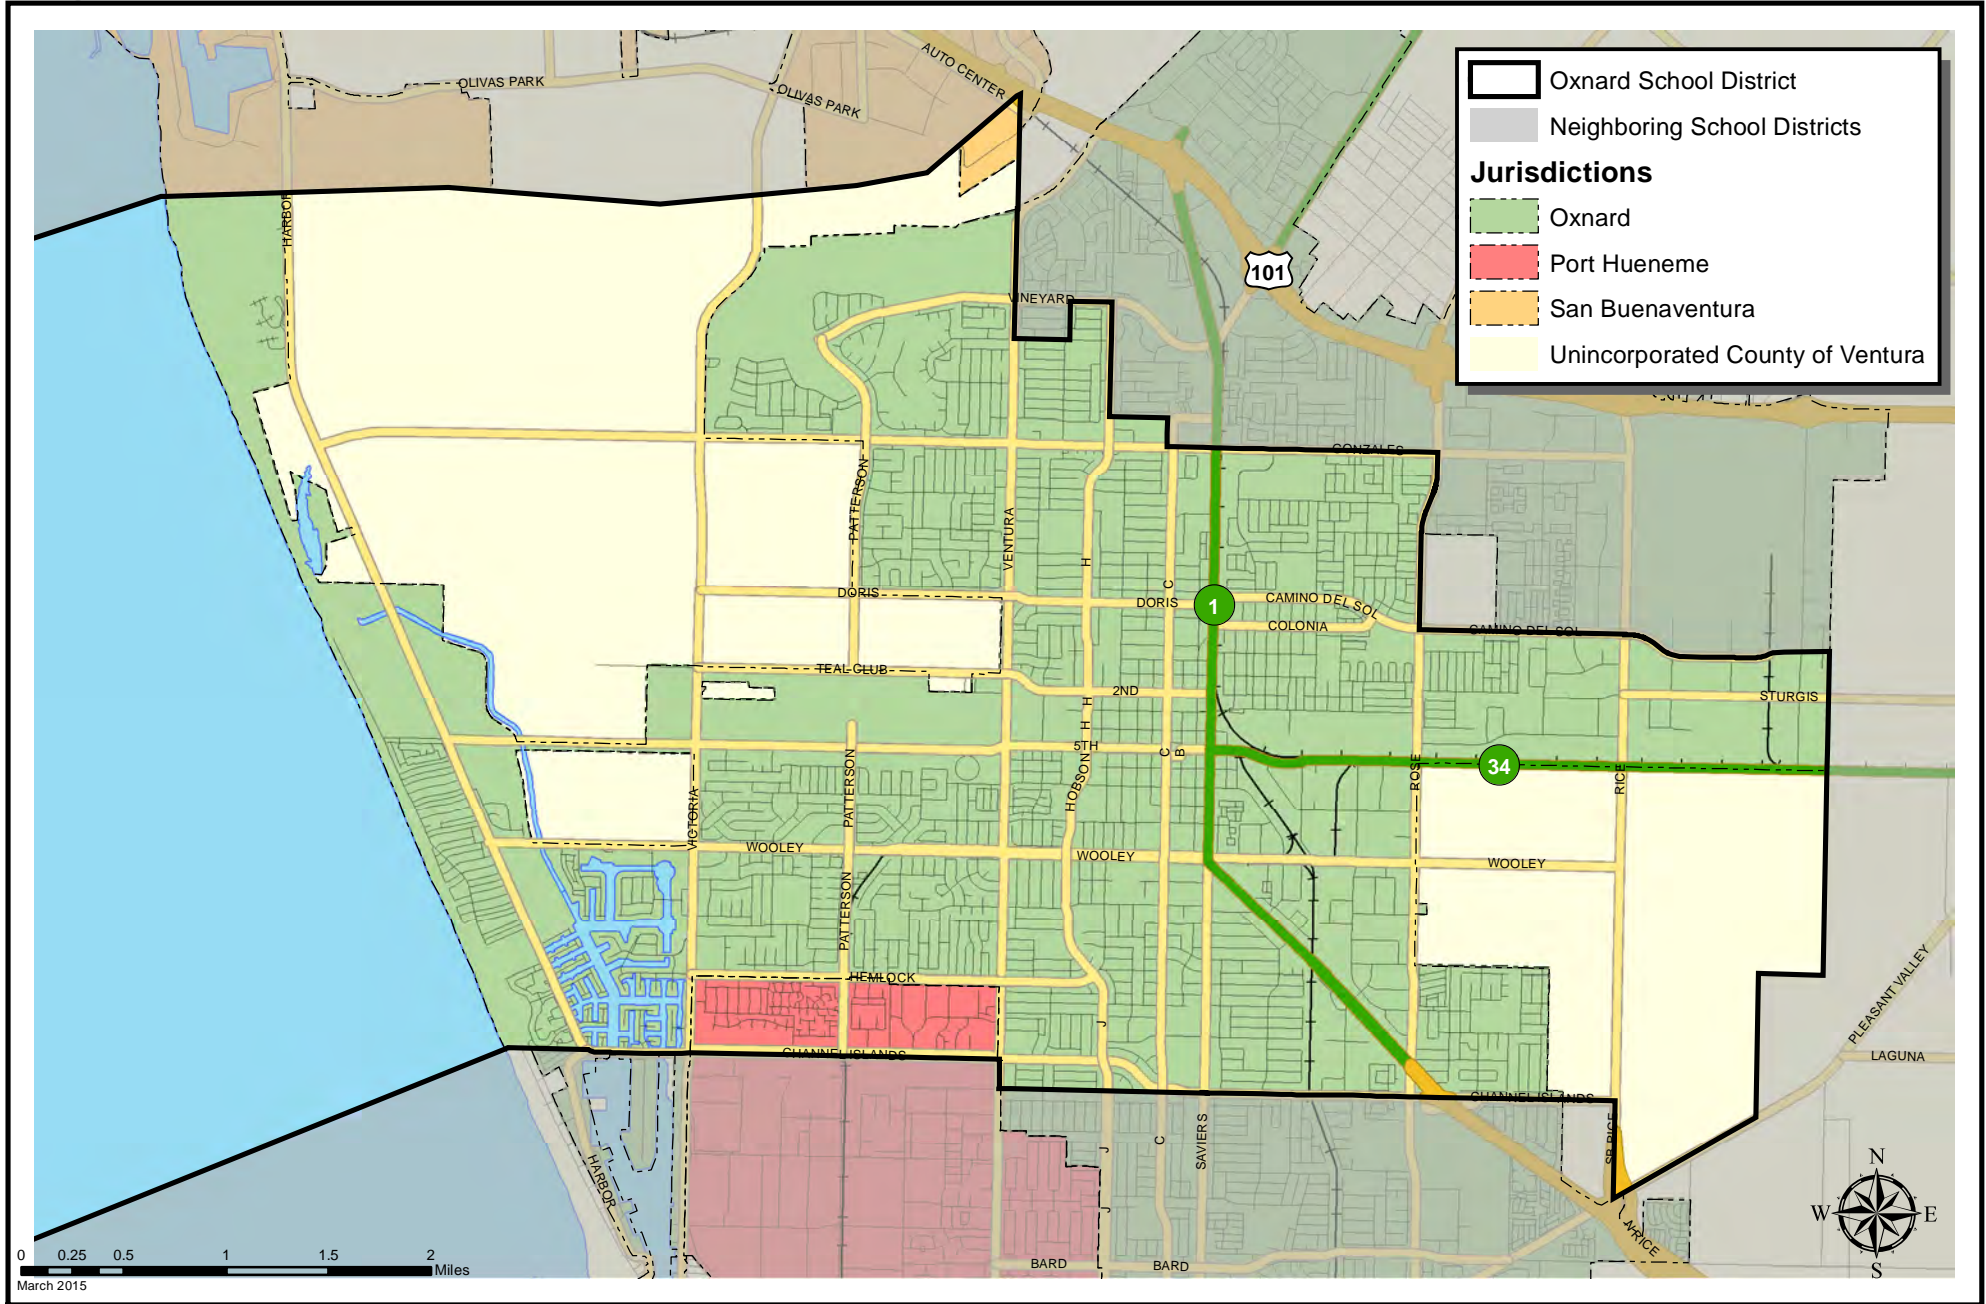 OLIVAS PARK
OLIVAS PARK
AUTO CENTER
Oxnard School District
Neighboring School Districts
Jurisdictions
Oxnard
Port Hueneme
San Buenaventura
Unincorporated County of Ventura
HARBOR
101
VINEYARD
GONZALES
PATTERSON
VENTURA
H
C
DORIS
DORIS
1
CAMINO DEL SOL
COLONIA
CAMINO DEL SOL
TEAL CLUB
2ND
STURGIS
H
H
H
5TH
C
B
HOBSON
34
ROSE
RICE
VICTORIA
PATTERSON
WOOLEY
WOOLEY
WOOLEY
PATTERSON
HEMLOCK
J
PLEASANT VALLEY
LAGUNA
CHANNEL ISLANDS
CHANNEL ISLANDS
HARBOR
J
C
SAVIERS
SB RICE
J
N RICE
BARD
BARD
N
W
E
S
0 0.25 0.5 1 1.5 2
Miles
March 2015